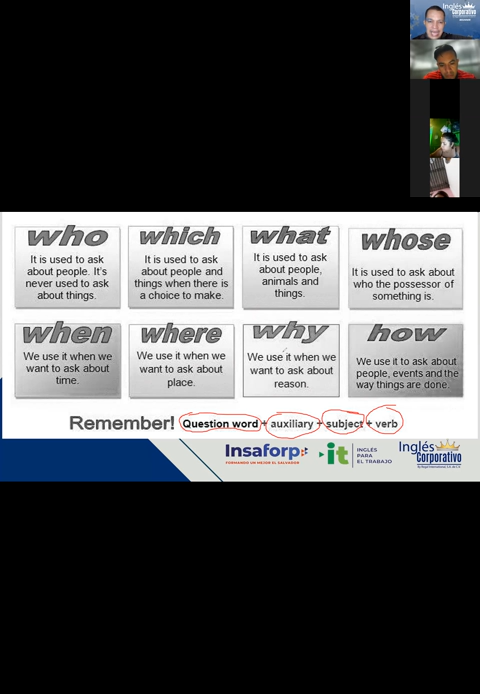 Inglés
Corporativo
who
It is used to ask
about people. It's
never used to ask
about things.
which
It is used to ask
about people and
things when there is
a choice to make.
what
It is used to ask
about people,
animals and
things.
whose
It is used to ask about
who the possessor of
something is.
when
We use it when we
want to ask about
time.
where
We use it when we
want to ask about
place.
why
We use it when we
want to ask about
reason.
how
We use it to ask about
people, events and the
way things are done.
Remember! Question word + auxiliary + subject + verb
Insaforp
FORMANDO UN MEJOR EL SALVADOR
it
INGLÉS
PARA
EL TRABAJO
Inglés
Corporativo